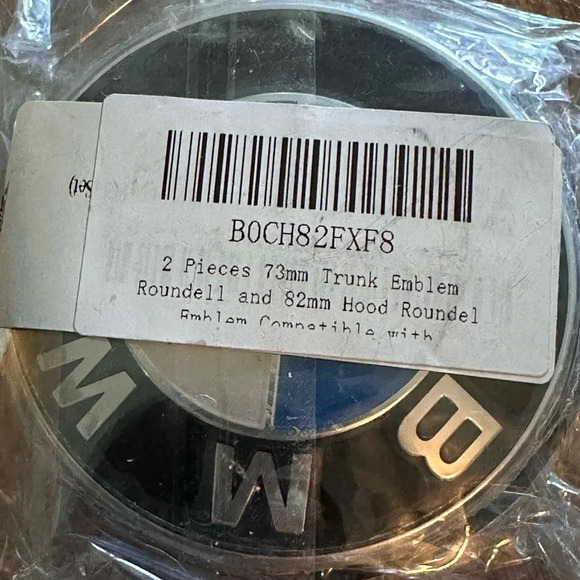 B0CH82FXF8
2 Pieces 73mm Trunk Emblem
Roundell and 82mm Hood Roundel
Emblem Compatible with
BMW